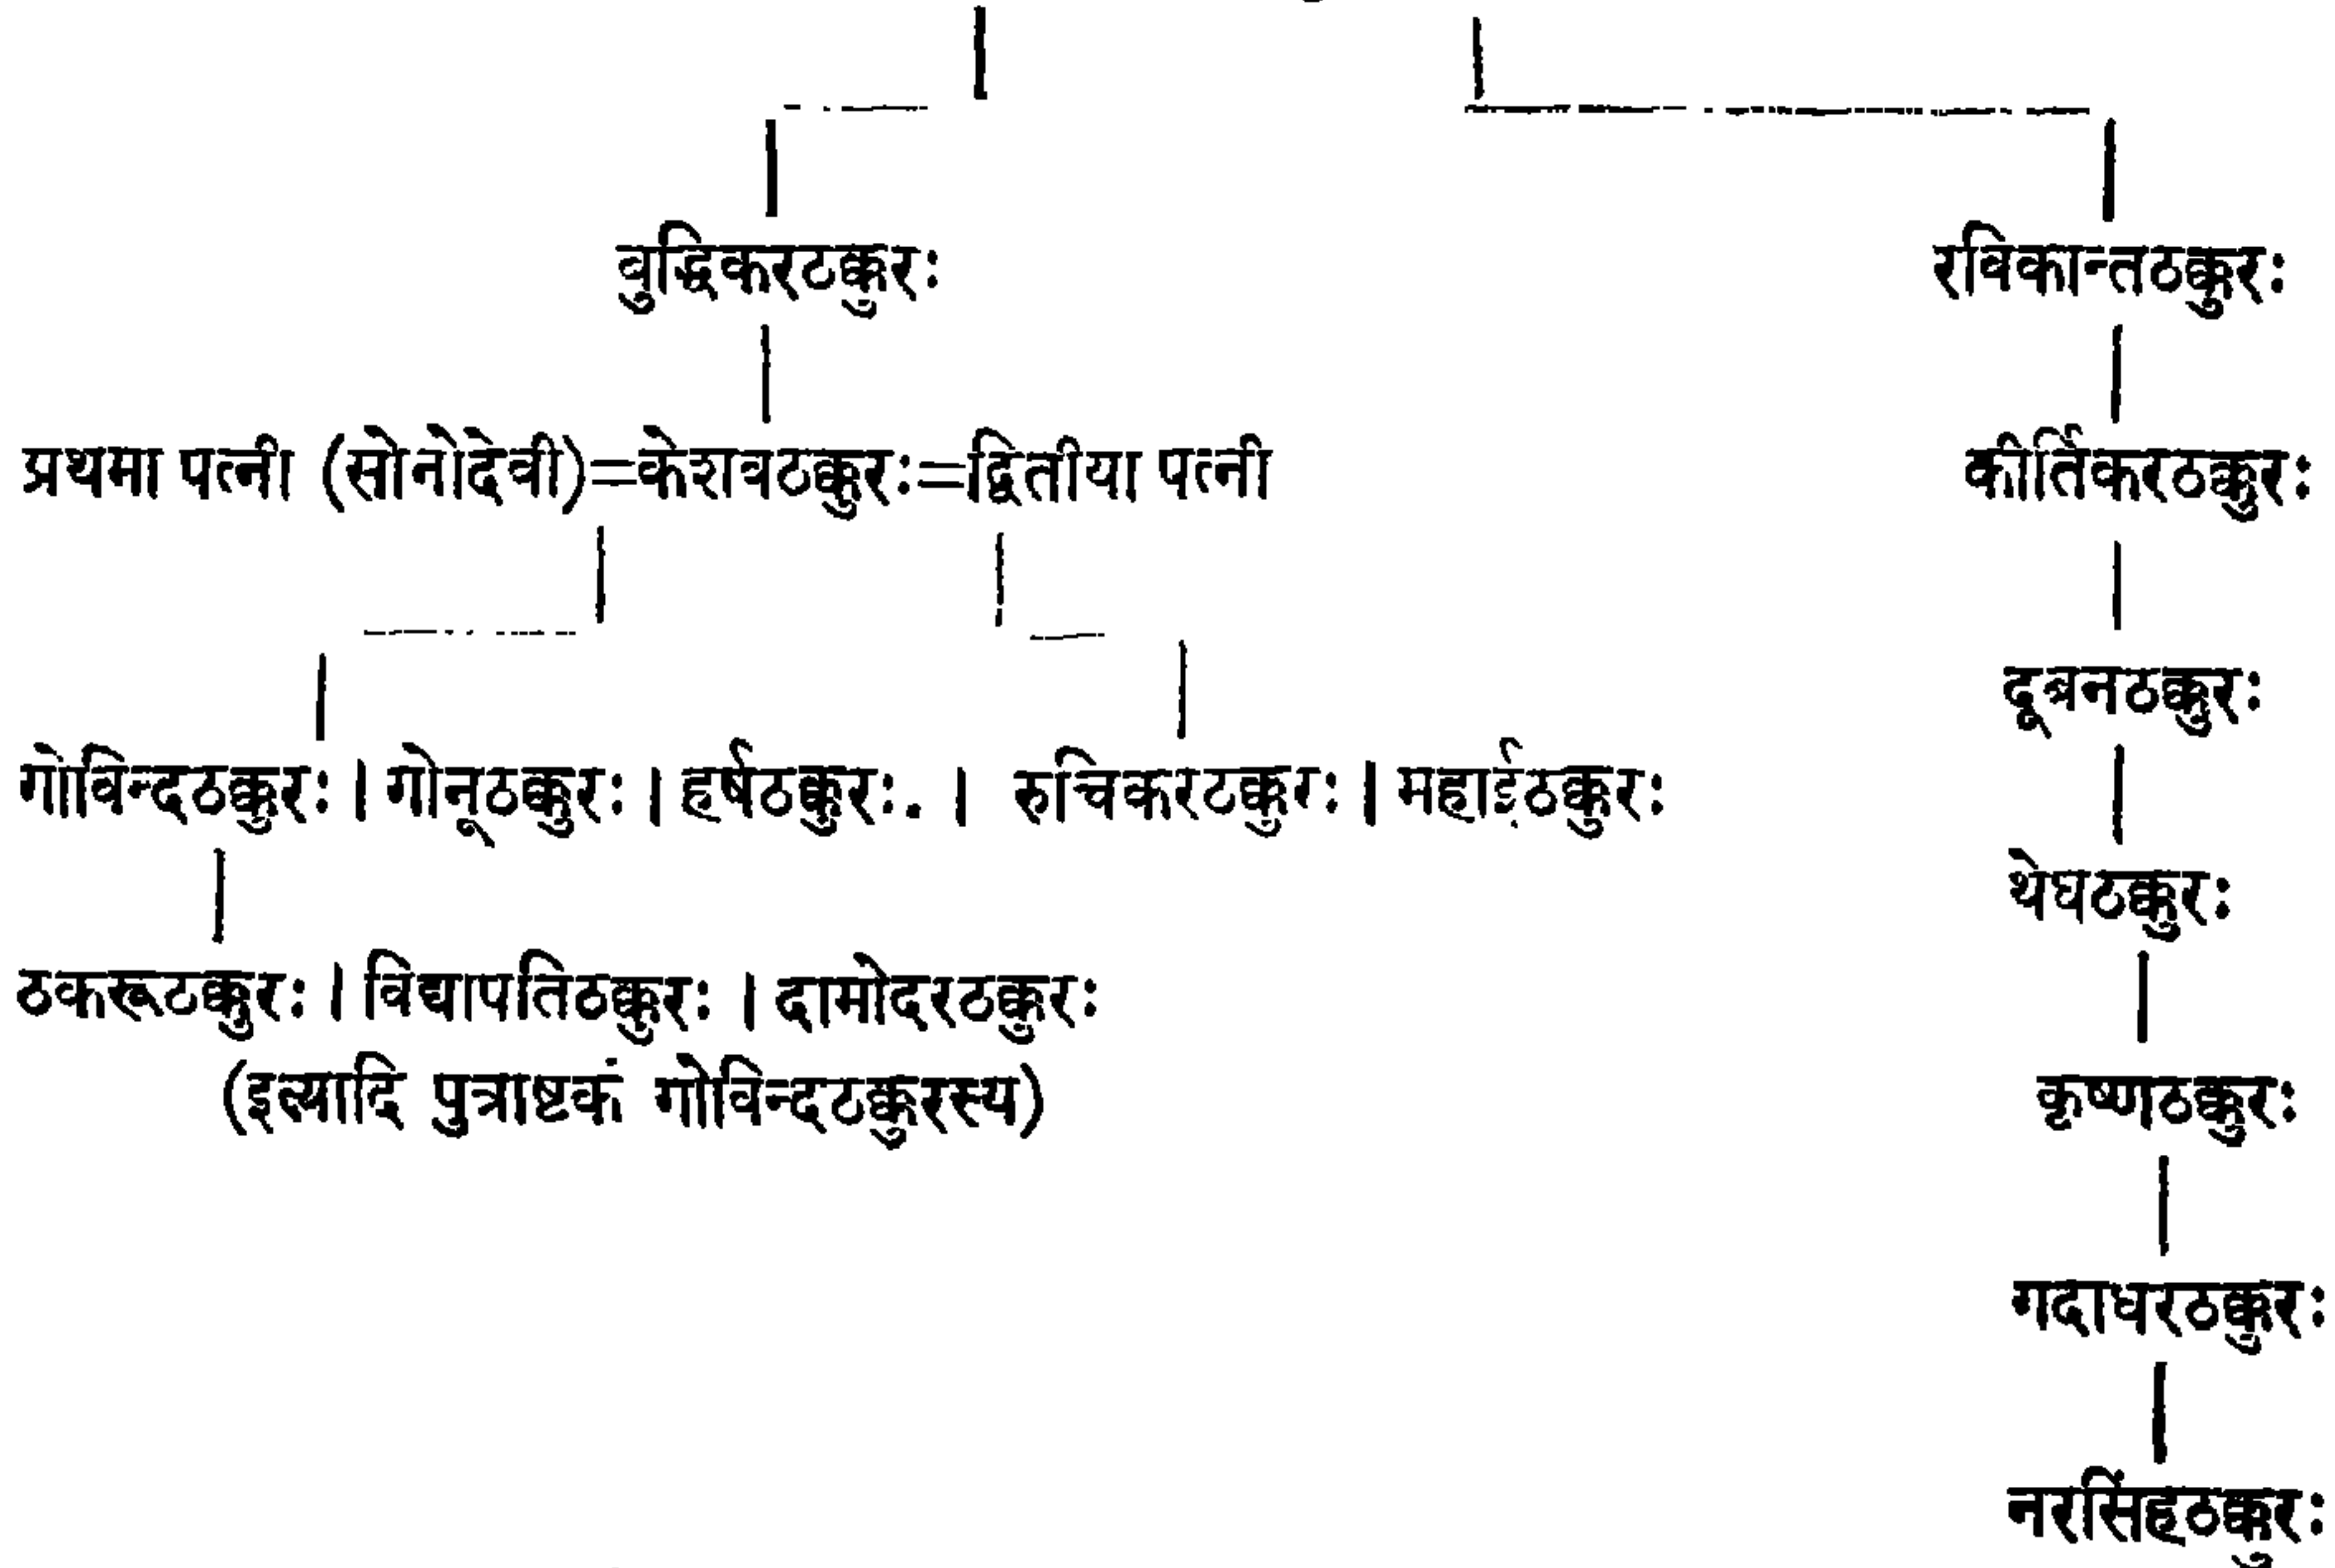 बुद्धिकरठक्कुरः रविकान्तठक्कुरः
प्रथमा पत्नी (सोनोदेवी)=केशवठक्कुरः=द्वितीया पत्नी कीर्तिकरठक्कुरः
दूबनठक्कुरः
गोविन्दठक्कुरः | गोनूठक्कुरः | हर्षठक्कुरः. | रुचिकरठक्कुरः | महाईठक्कुरः
थेघठक्कुरः
ठकरूठक्कुरः | विद्यापतिठक्कुरः | दामोदरठक्कुरः
(इत्यादि पुत्राष्टकं गोविन्दठक्कुरस्य) कृष्णठक्कुरः
गदाधरठक्कुरः
नरसिंहठक्कुरः